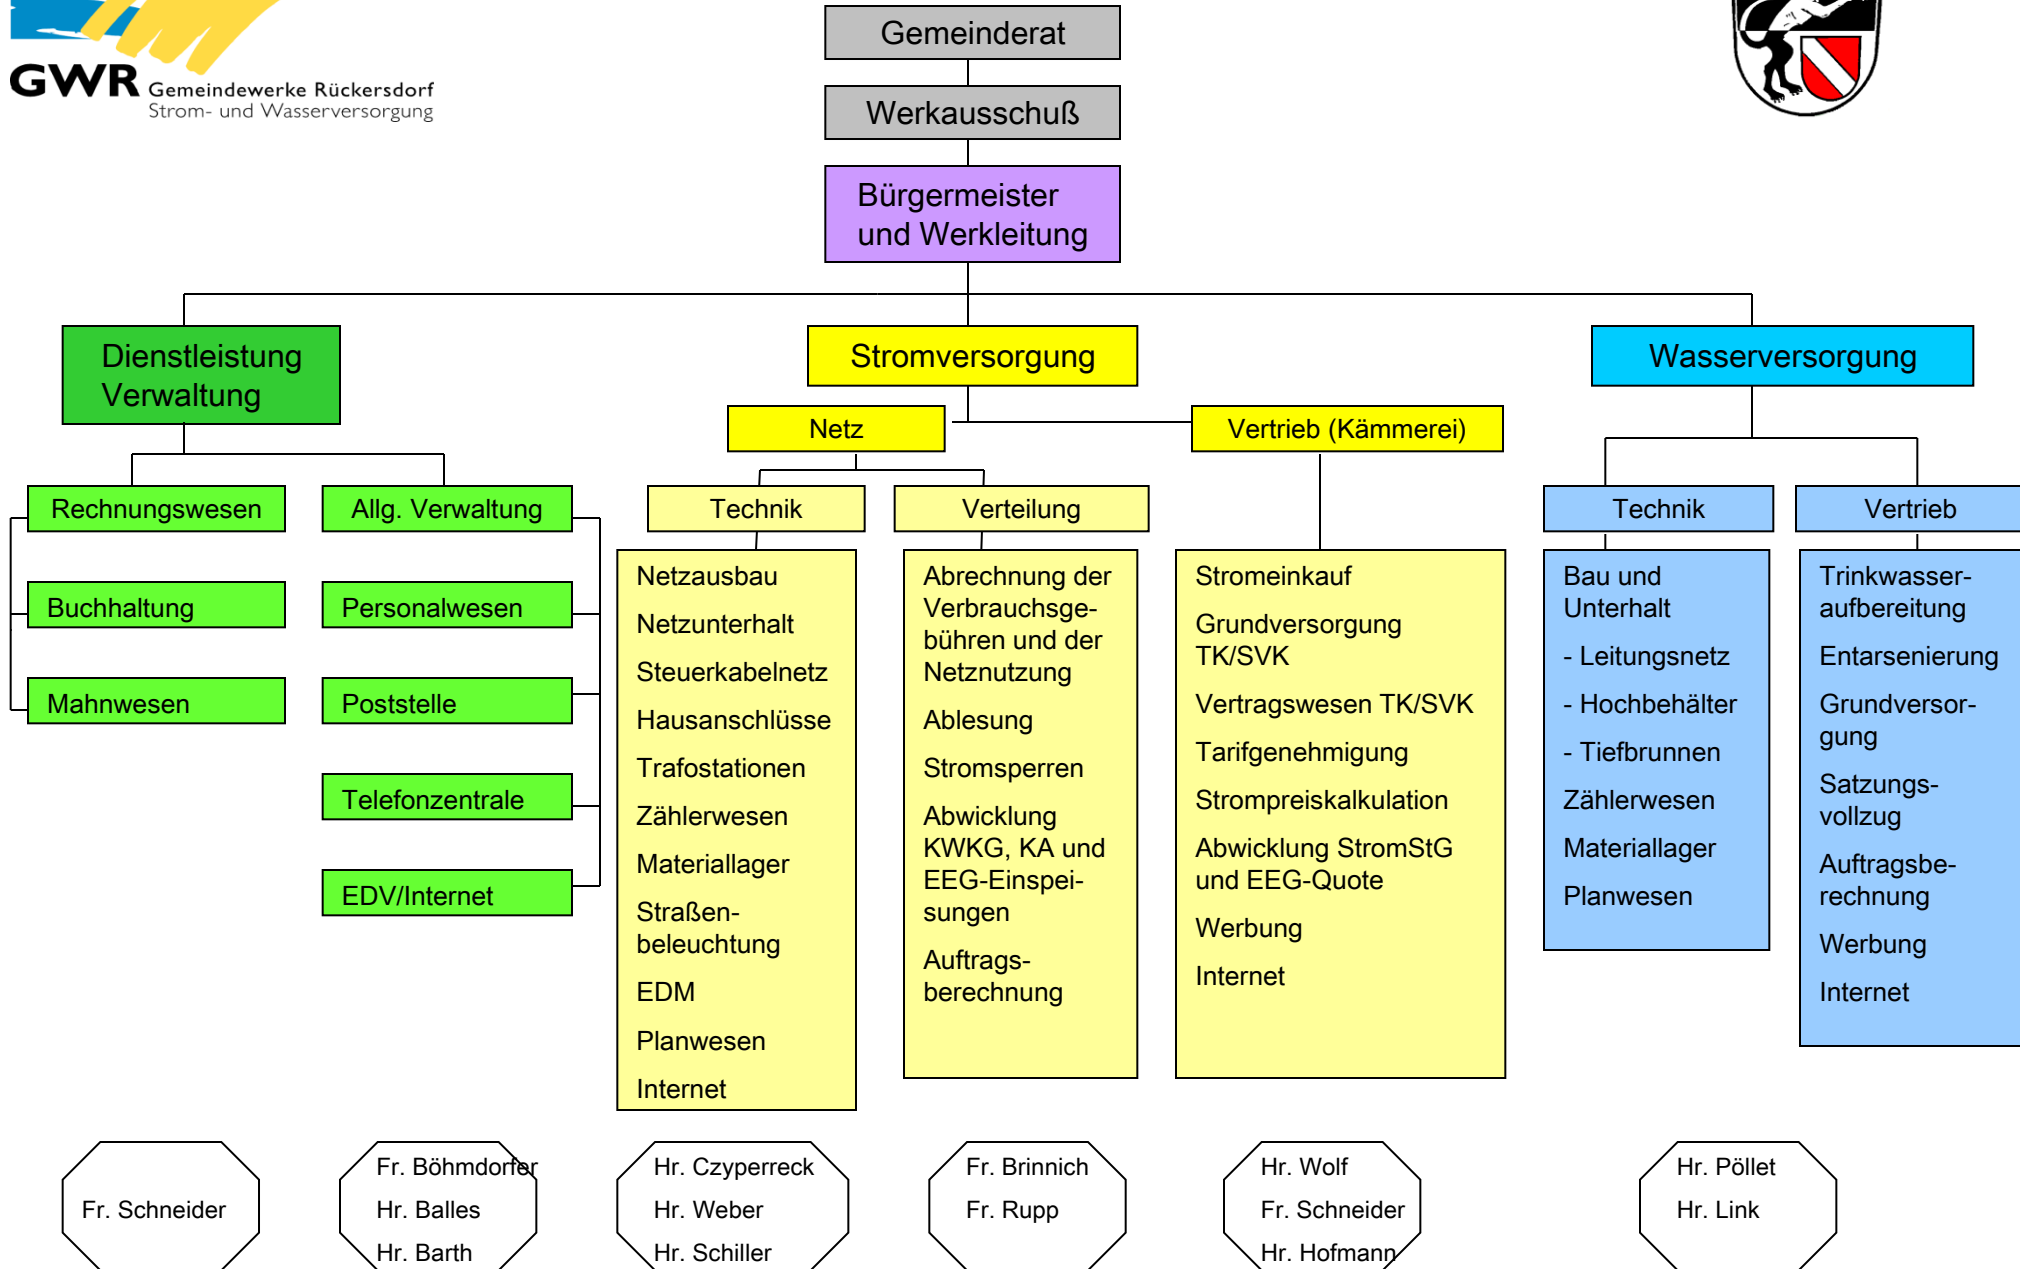 GWR Gemeindewerke Rückersdorf
Strom- und Wasserversorgung
Gemeinderat
Werkausschuß
Bürgermeister
und Werkleitung
Dienstleistung
Verwaltung
Stromversorgung
Wasserversorgung
Netz
Vertrieb (Kämmerei)
Rechnungswesen
Buchhaltung
Mahnwesen
Allg. Verwaltung
Personalwesen
Poststelle
Telefonzentrale
EDV/Internet
Technik
Netzausbau
Netzunterhalt
Steuerkabelnetz
Hausanschlüsse
Trafostationen
Zählerwesen
Materiallager
Straßen-
beleuchtung
EDM
Planwesen
Internet
Verteilung
Abrechnung der
Verbrauchsge-
bühren und der
Netznutzung
Ablesung
Stromsperren
Abwicklung
KWKG, KA und
EEG-Einspei-
sungen
Auftrags-
berechnung
Stromeinkauf
Grundversorgung
TK/SVK
Vertragswesen TK/SVK
Tarifgenehmigung
Strompreiskalkulation
Abwicklung StromStG
und EEG-Quote
Werbung
Internet
Technik
Bau und
Unterhalt
- Leitungsnetz
- Hochbehälter
- Tiefbrunnen
Zählerwesen
Materiallager
Planwesen
Vertrieb
Trinkwasser-
aufbereitung
Entarsenierung
Grundversor-
gung
Satzungs-
vollzug
Auftragsbe-
rechnung
Werbung
Internet
Fr. Schneider
Fr. Böhmdorfer
Hr. Balles
Hr. Barth
Hr. Czyperreck
Hr. Weber
Hr. Schiller
Fr. Brinnich
Fr. Rupp
Hr. Wolf
Fr. Schneider
Hr. Hofmann
Hr. Pöllet
Hr. Link